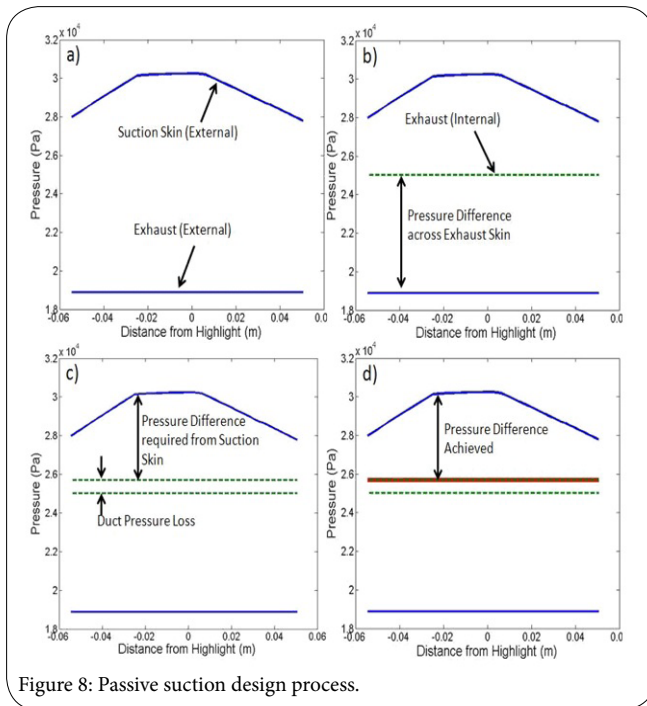 x 10⁴
3.2
a)
3
2.8
2.6
2.4
2.2
2
1.8
Pressure (Pa)
Suction Skin (External)
Exhaust (External)
-0.06 -0.04 -0.02 0 0.02 0.04 0.0
Distance from Highlight (m)
x 10⁴
3.2
b)
3
2.8
2.6
2.4
2.2
2
1.8
Pressure (Pa)
Exhaust (Internal)
Pressure Difference
across Exhaust Skin
-0.06 -0.04 -0.02 0 0.02 0.04 0.0
Distance from Highlight (m)
x 10⁴
3.2
c)
3
2.8
2.6
2.4
2.2
2
1.8
Pressure (Pa)
Pressure Difference
required from Suction
Skin
Duct Pressure Loss
-0.06 -0.04 -0.02 0 0.02 0.04 0.06
Distance from Highlight (m)
x 10⁴
3.2
d)
3
2.8
2.6
2.4
2.2
2
1.8
Pressure (Pa)
Pressure Difference
Achieved
-0.06 -0.04 -0.02 0 0.02 0.04 0.0
Distance from Highlight (m)
Figure 8: Passive suction design process.